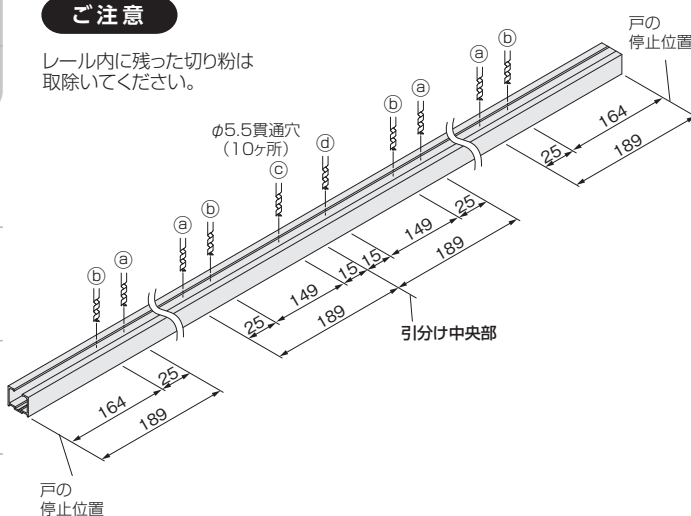 ご注意
レール内に残った切り粉は
取除いてください。
戸の
停止位置
ⓐ
ⓑ
164
25
189
φ5.5貫通穴
(10ヶ所)
ⓑ
ⓐ
ⓒ
ⓓ
ⓐ
ⓑ
ⓑ
ⓐ
25
149
15
15
149
25
189
189
引分け中央部
25
164
189
戸の
停止位置